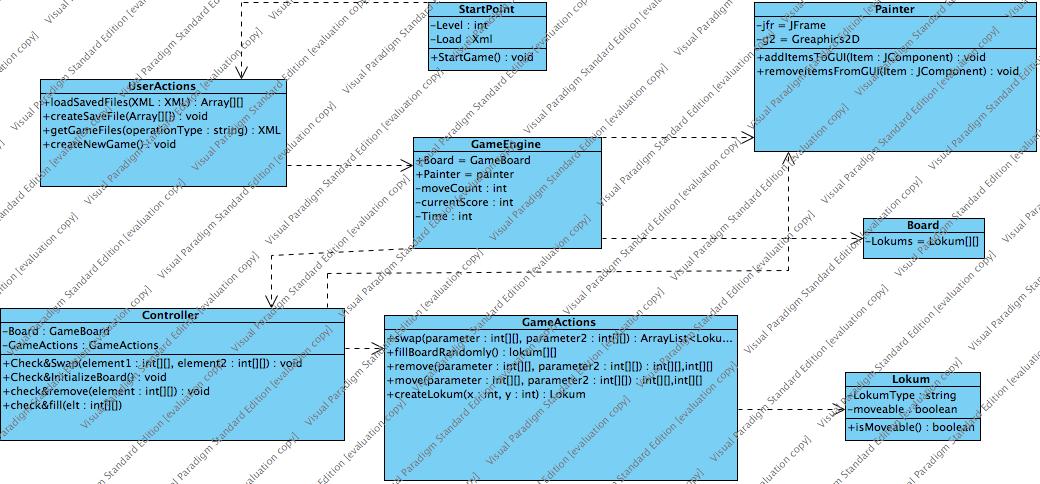 StartPoint
-Level : int
-Load : Xml
+StartGame() : void
Painter
-jfr = JFrame
-g2 = Greaphics2D
+addItemsToGUI(Item : JComponent) : void
+removeItemsFromGUI(Item : JComponent) : void
UserActions
+loadSavedFiles(XML : XML) : Array[][]
+createSaveFile(Array[][]) : void
+getGameFiles(operationType : string) : XML
+createNewGame() : void
GameEngine
+Board = GameBoard
+Painter = painter
-moveCount : int
-currentScore : int
-Time : int
Board
-Lokums = Lokum[][]
Controller
-Board : GameBoard
-GameActions : GameActions
+Check&Swap(element1 : int[][], element2 : int[][]) : void
+Check&InitializeBoard() : void
+check&remove(element : int[][]) : void
+check&fill(elt : int[][])
GameActions
+swap(parameter : int[][], parameter2 : int[][]) : ArrayList<Loku...
+fillBoardRandomly() : lokum[][]
+remove(parameter : int[][], parameter2 : int[][]) : int[][],int[][]
+move(parameter : int[][], parameter2 : int[][]) : int[][],int[][]
+createLokum(x : int, y : int) : Lokum
Lokum
-LokumType : string
-moveable : boolean
+isMoveable() : boolean
Visual Paradigm Standard Edition [evaluation copy]